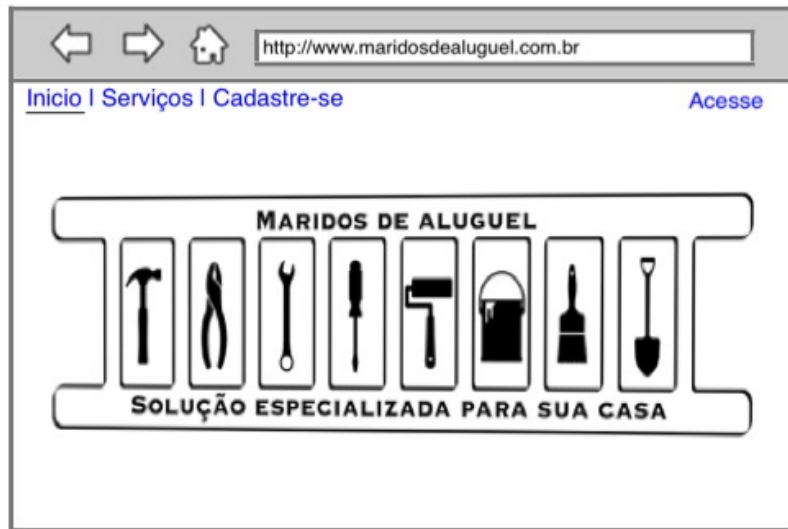 http://www.maridosdealuguel.com.br
Inicio | Serviços | Cadastre-se
Acesse
MARIDOS DE ALUGUEL
SOLUÇÃO ESPECIALIZADA PARA SUA CASA